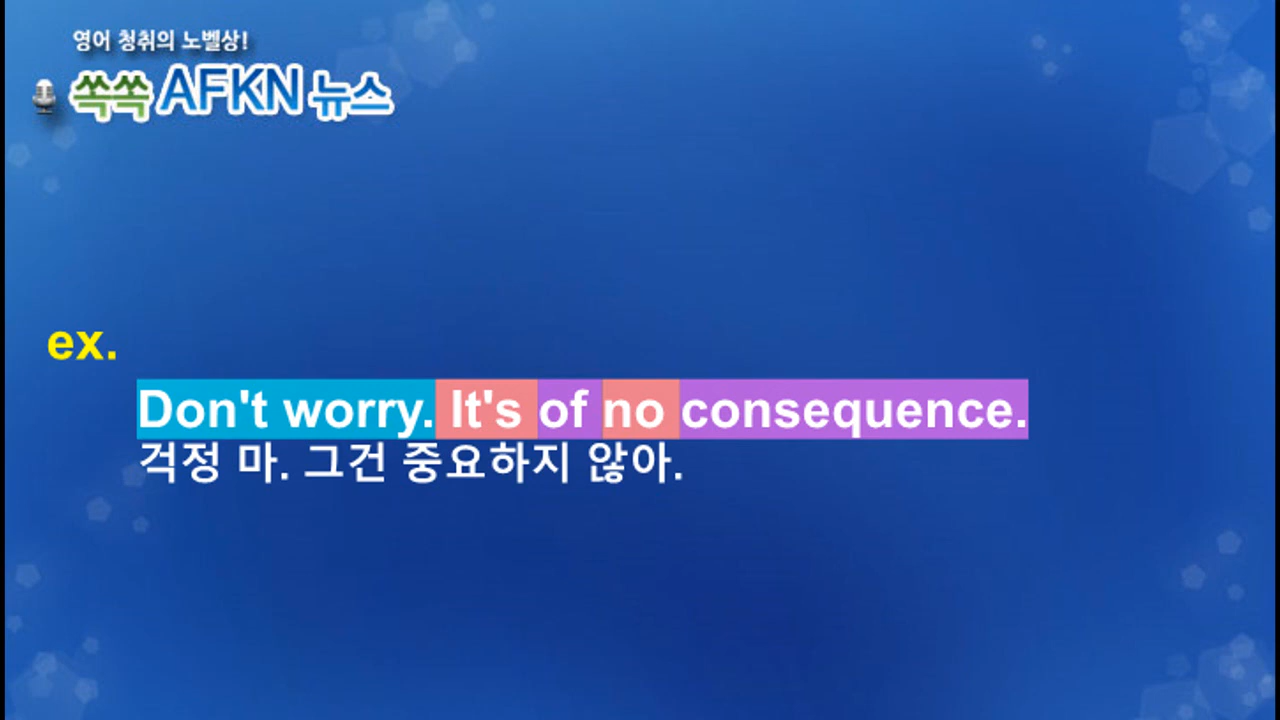 영어 청취의 노벨상!
쏙쏙 AFKN 뉴스
ex.
Don't worry. It's of no consequence.
걱정 마. 그건 중요하지 않아.